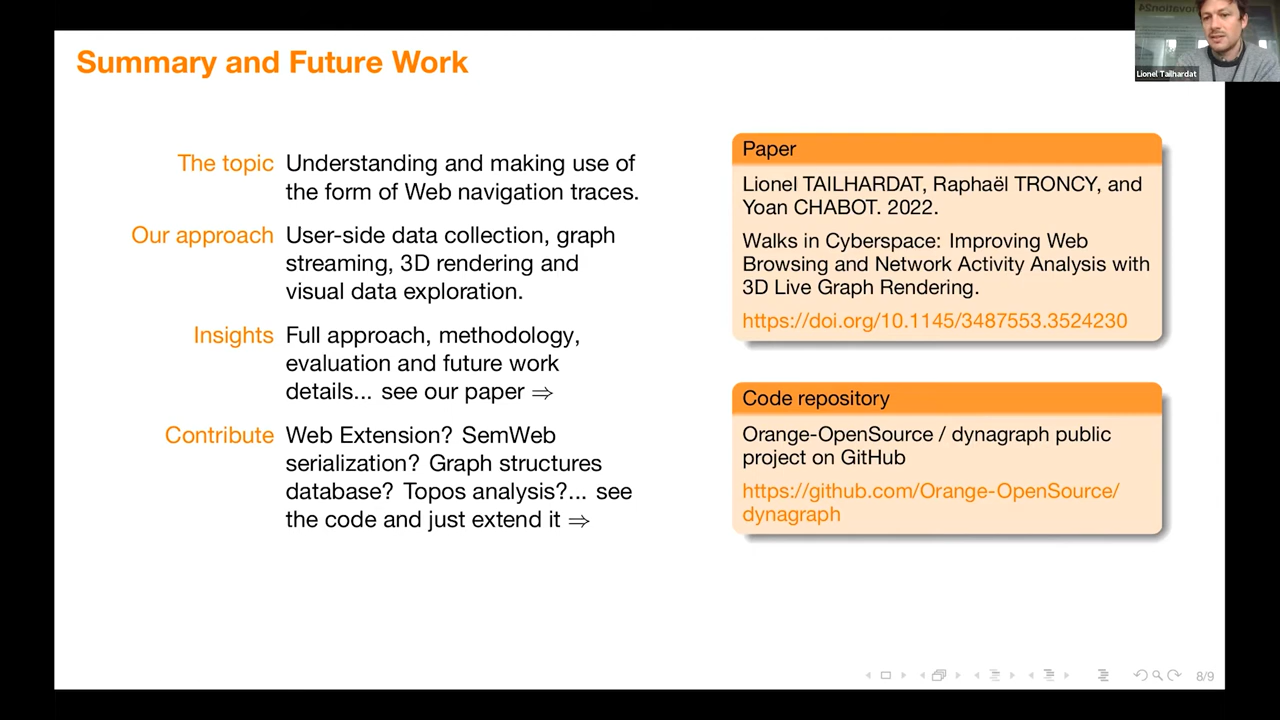 Summary and Future Work
The topic Understanding and making use of
the form of Web navigation traces.
Our approach User-side data collection, graph
streaming, 3D rendering and
visual data exploration.
Insights Full approach, methodology,
evaluation and future work
details... see our paper ⇒
Contribute Web Extension? SemWeb
serialization? Graph structures
database? Topos analysis?... see
the code and just extend it ⇒
Paper
Lionel TAILHARDAT, Raphaël TRONCY, and
Yoan CHABOT. 2022.
Walks in Cyberspace: Improving Web
Browsing and Network Activity Analysis with
3D Live Graph Rendering.
https://doi.org/10.1145/3487553.3524230
Code repository
Orange-OpenSource / dynagraph public
project on GitHub
https://github.com/Orange-OpenSource/
dynagraph
Lionel Tailhardat
8/9